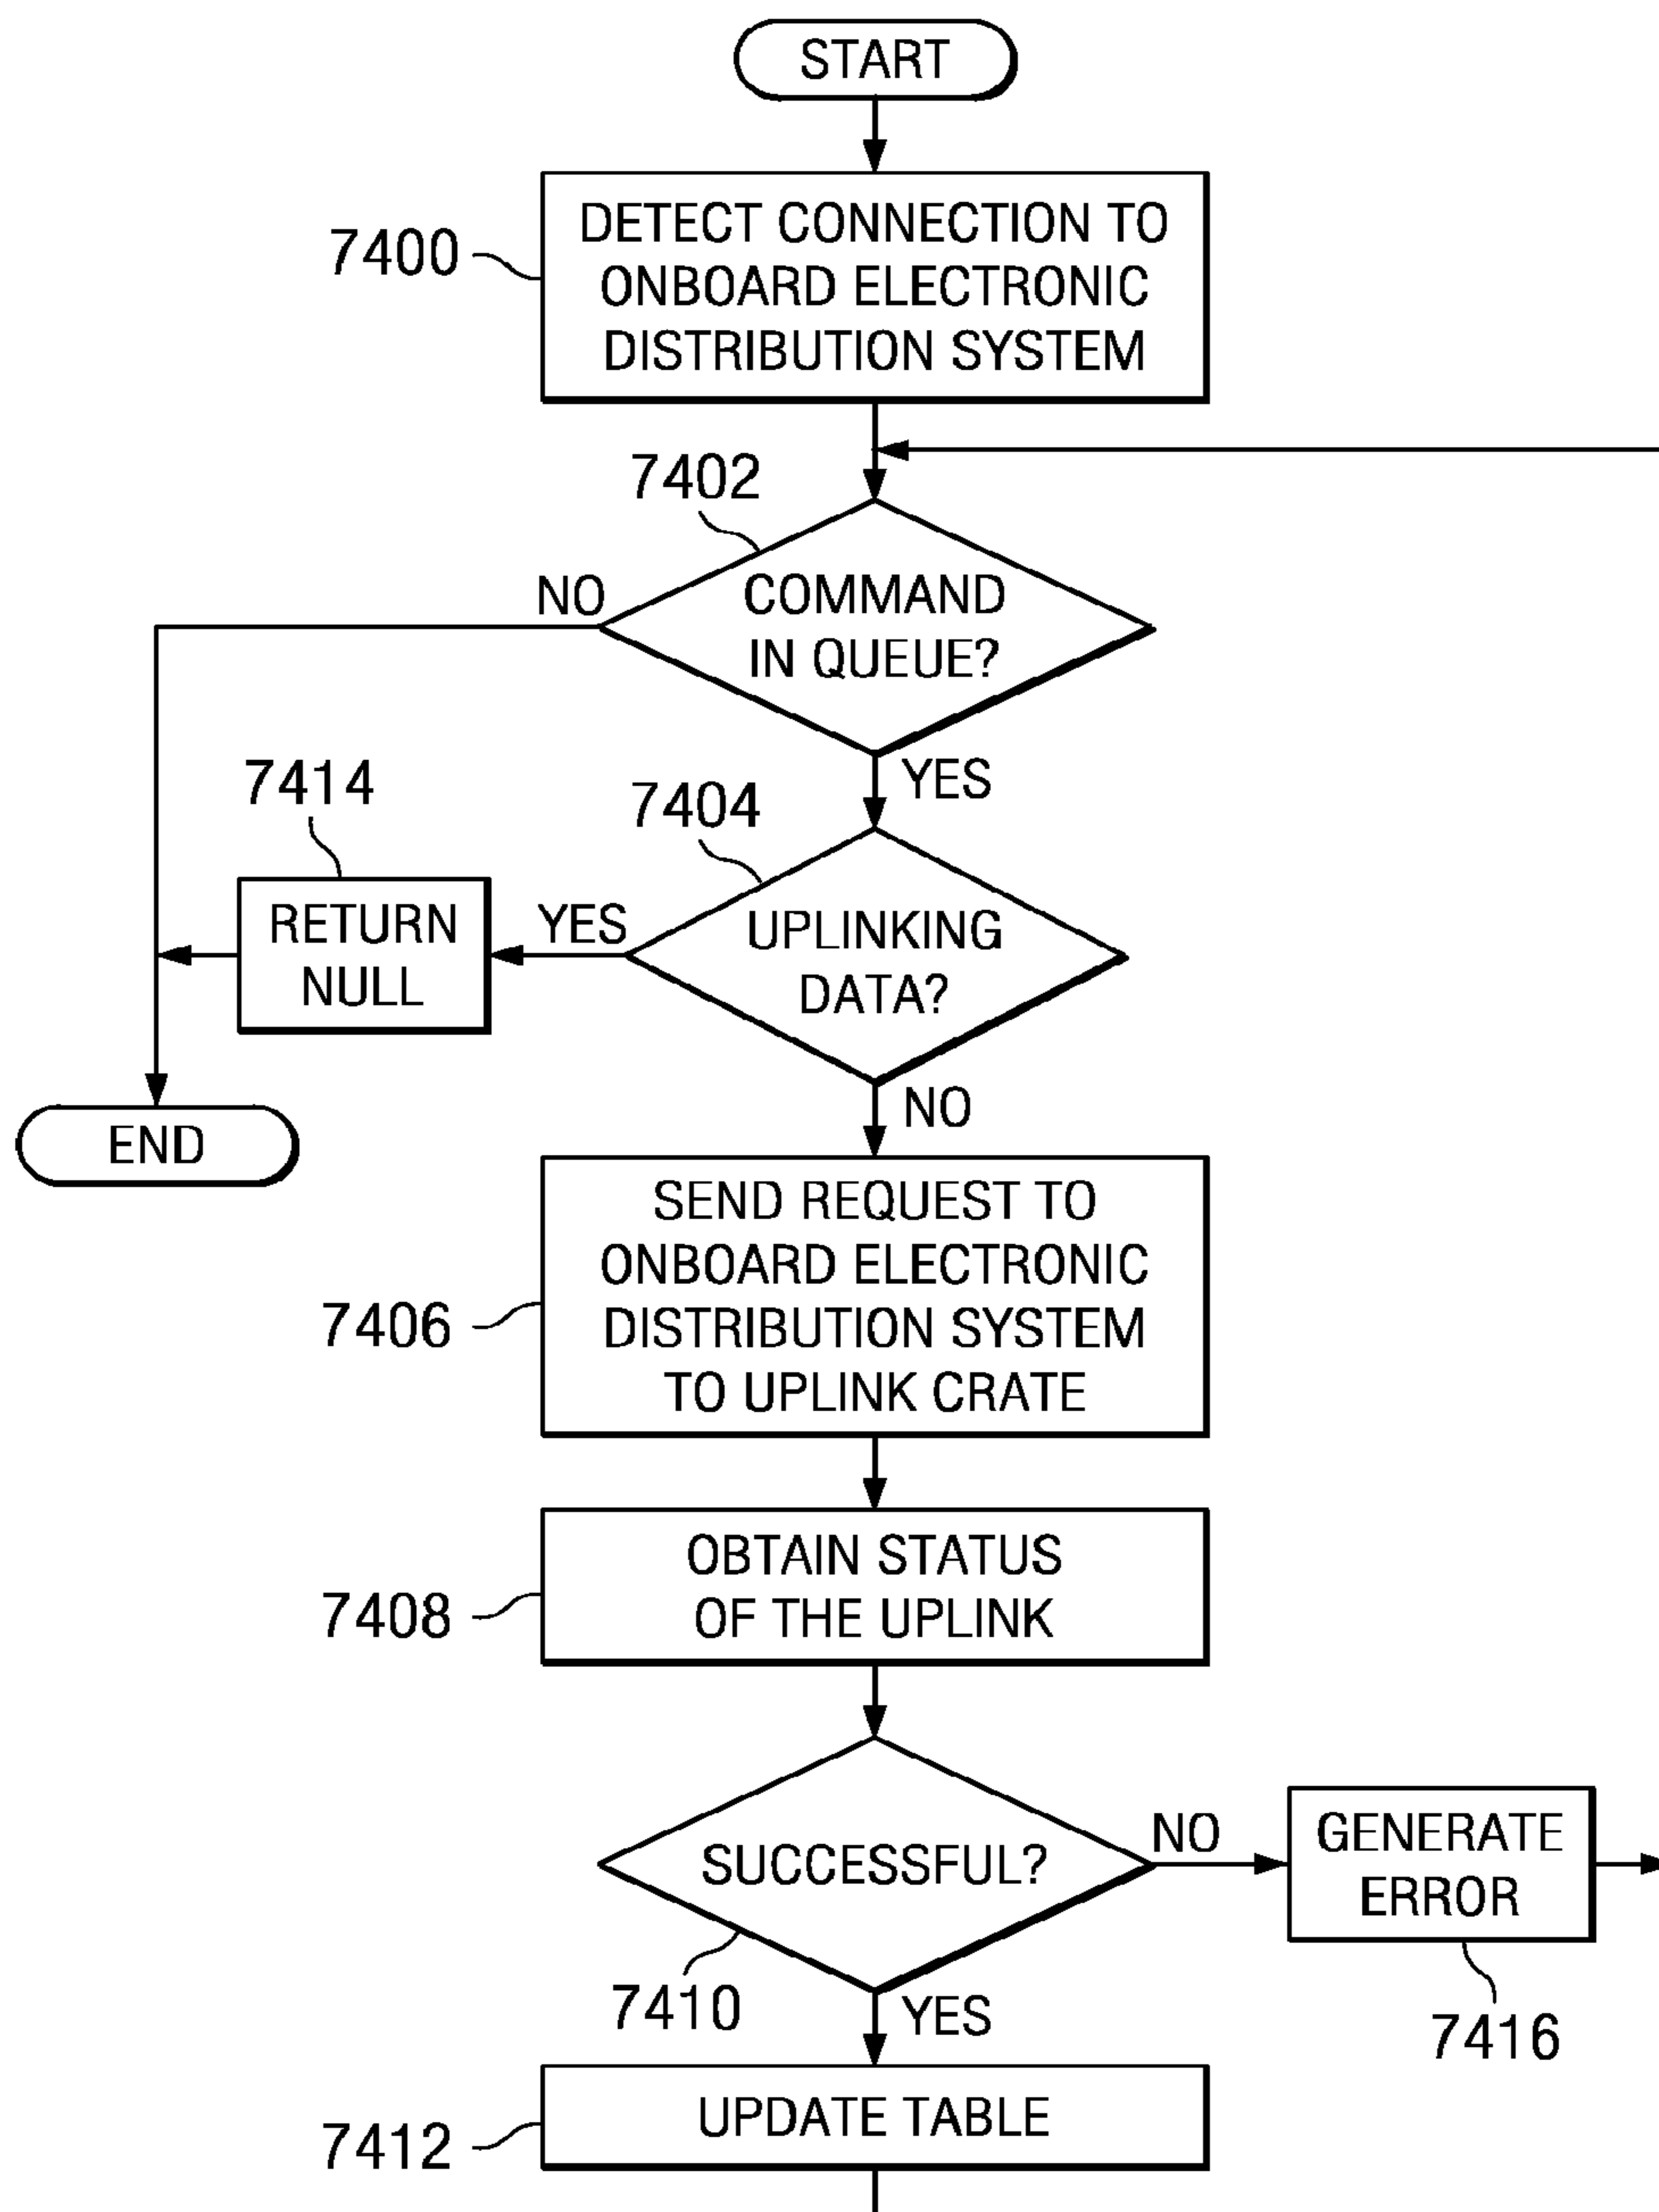 START
7400
DETECT CONNECTION TO
ONBOARD ELECTRONIC
DISTRIBUTION SYSTEM
7402
NO
COMMAND
IN QUEUE?
YES
7414
7404
RETURN
NULL
YES
UPLINKING
DATA?
NO
END
7406
SEND REQUEST TO
ONBOARD ELECTRONIC
DISTRIBUTION SYSTEM
TO UPLINK CRATE
7408
OBTAIN STATUS
OF THE UPLINK
SUCCESSFUL?
NO
GENERATE
ERROR
7410
YES
7416
7412
UPDATE TABLE